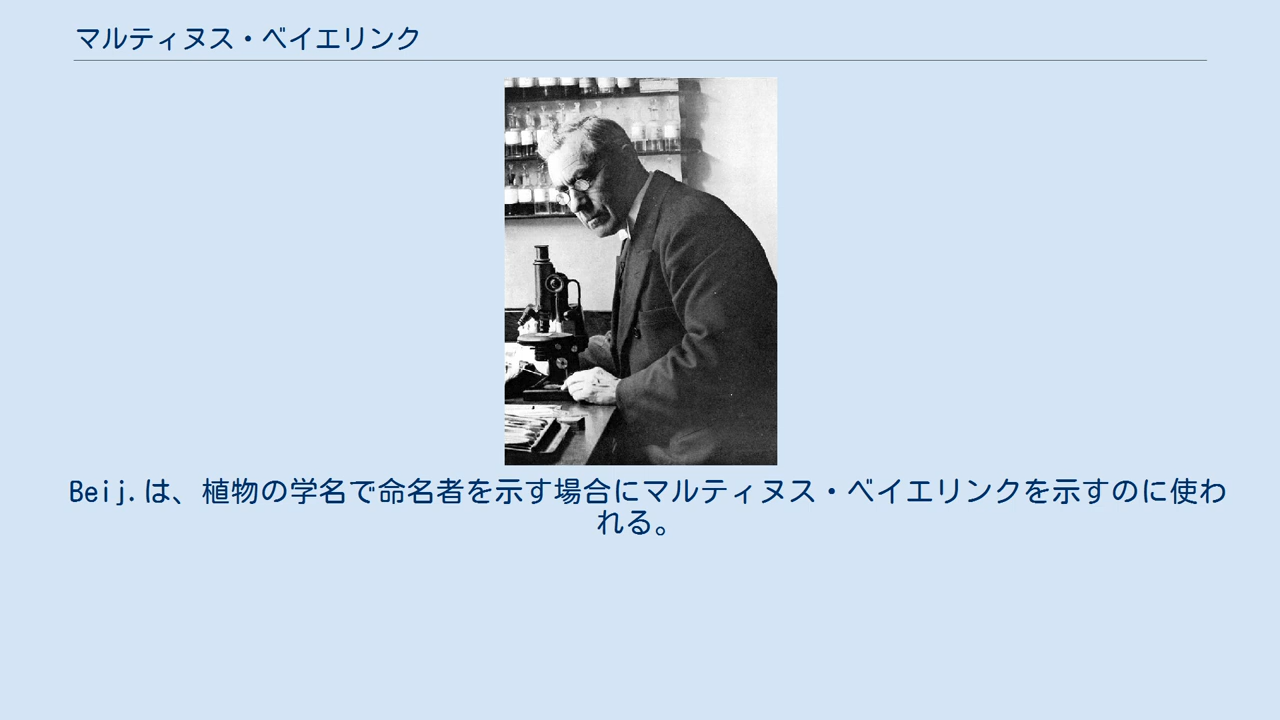 マルティヌス・ベイエリンク
Beij.は、植物の学名で命名者を示す場合にマルティヌス・ベイエリンクを示すのに使わ
れる。